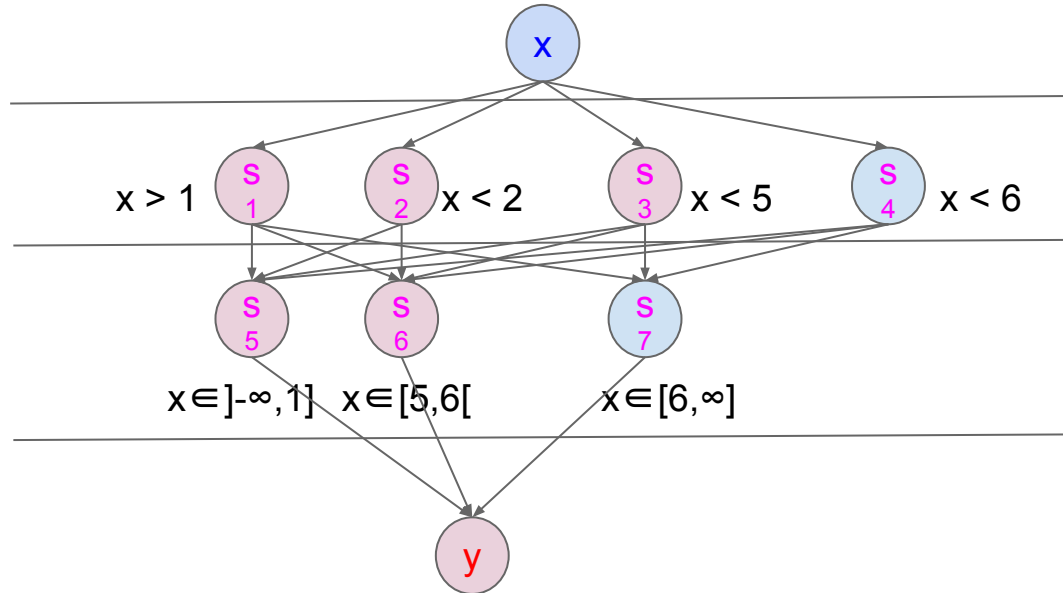 x
x > 1
s
1
s
2
x < 2
s
3
x < 5
s
4
x < 6
s
5
s
6
s
7
x∈]-∞,1]
x∈[5,6[
x∈[6,∞]
y